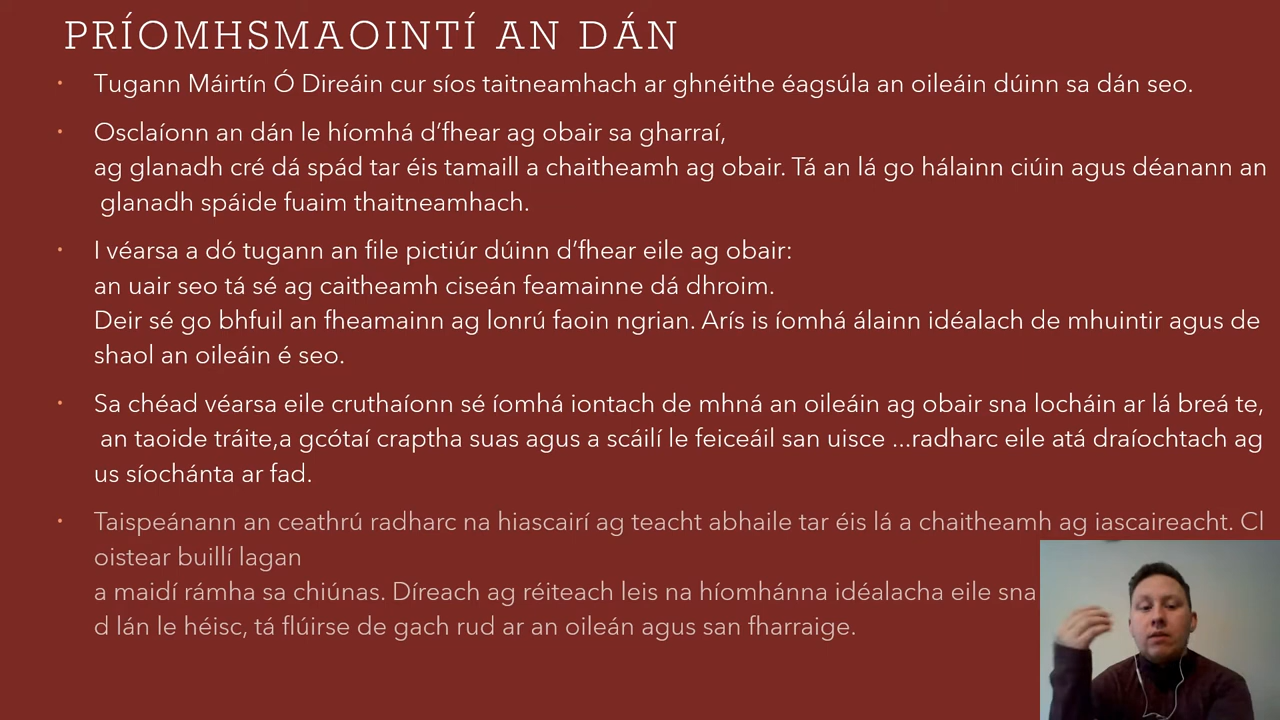 PRÍOMHSMAOINTÍ AN DÁN
• Tugann Máirtín Ó Direáin cur síos taitneamhach ar ghnéithe éagsúla an oileáin dúinn sa dán seo.
• Osclaíonn an dán le híomhá d’fhear ag obair sa gharraí,
ag glanadh cré dá spád tar éis tamaill a chaitheamh ag obair. Tá an lá go hálainn ciúin agus déanann an
glanadh spáide fuaim thaitneamhach.
• I véarsa a dó tugann an file pictiúr dúinn d’fhear eile ag obair:
an uair seo tá sé ag caitheamh ciseán feamainne dá dhroim.
Deir sé go bhfuil an fheamainn ag lonrú faoin ngrian. Arís is íomhá álainn idéalach de mhuintir agus de
shaol an oileáin é seo.
• Sa chéad véarsa eile cruthaíonn sé íomhá iontach de mhná an oileáin ag obair sna locháin ar lá breá te,
an taoide tráite,a gcótaí craptha suas agus a scáilí le feiceáil san uisce ...radharc eile atá draíochtach ag
us síochánta ar fad.
• Taispeánann an ceathrú radharc na hiascairí ag teacht abhaile tar éis lá a chaitheamh ag iascaireacht. Cl
oistear buillí lagan
a maidí rámha sa chiúnas. Díreach ag réiteach leis na híomhánna idéalacha eile sna
d lán le héisc, tá flúirse de gach rud ar an oileán agus san fharraige.